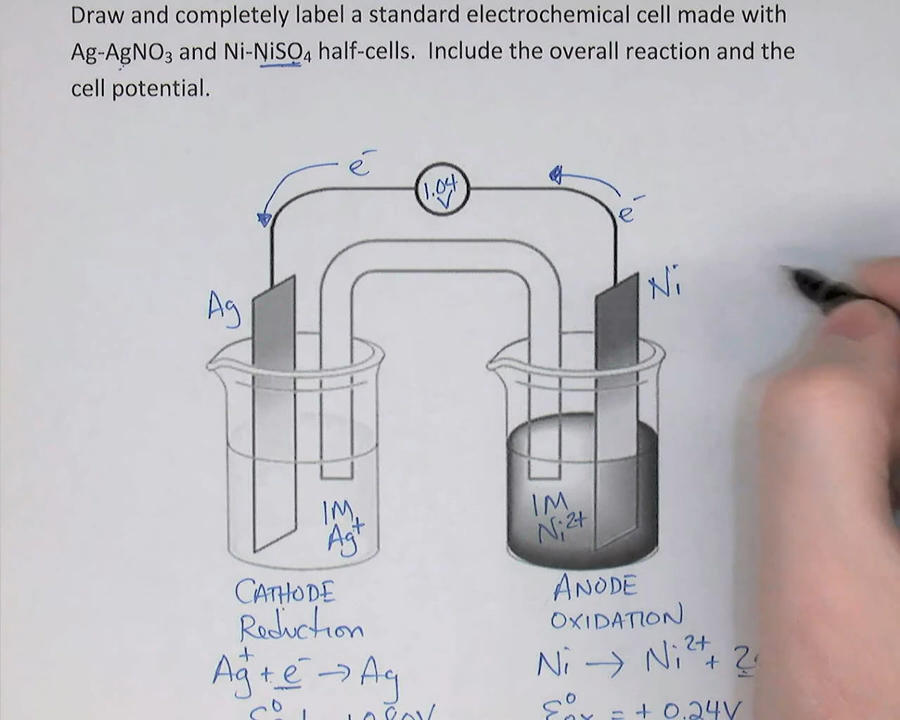 Draw and completely label a standard electrochemical cell made with
Ag-AgNO₃ and Ni-NiSO₄ half-cells. Include the overall reaction and the
cell potential.
e⁻
1.04
V
e⁻
Ag
Ni
1M
Ag⁺
1M
Ni²⁺
CATHODE
Reduction
Ag⁺ + e⁻ → Ag
ANODE
OXIDATION
Ni → Ni²⁺ + 2
ε°ox = + 0.24V